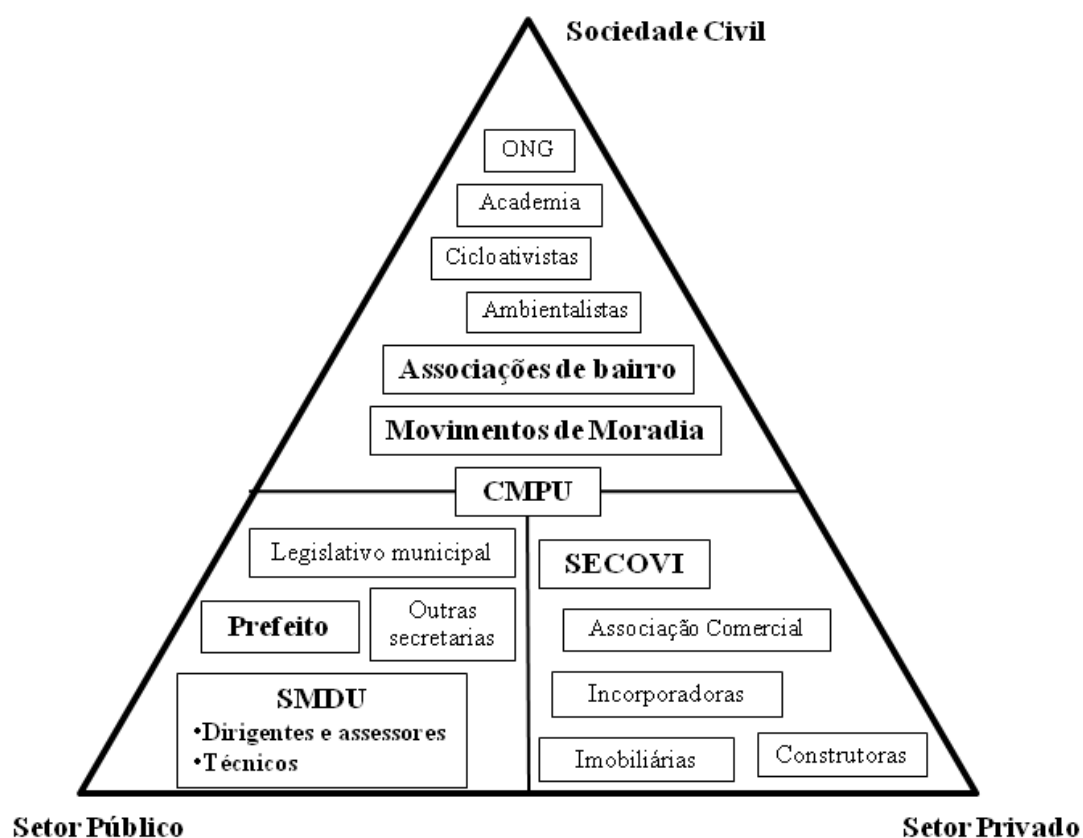 Sociedade Civil
ONG
Academia
Cicloativistas
Ambientalistas
Associações de bairro
Movimentos de Moradia
CMPU
Legislativo municipal
SECOVI
Prefeito
Outras
secretarias
Associação Comercial
SMDU
•Dirigentes e assessores
•Técnicos
Incorporadoras
Imobiliárias
Construtoras
Setor Público
Setor Privado